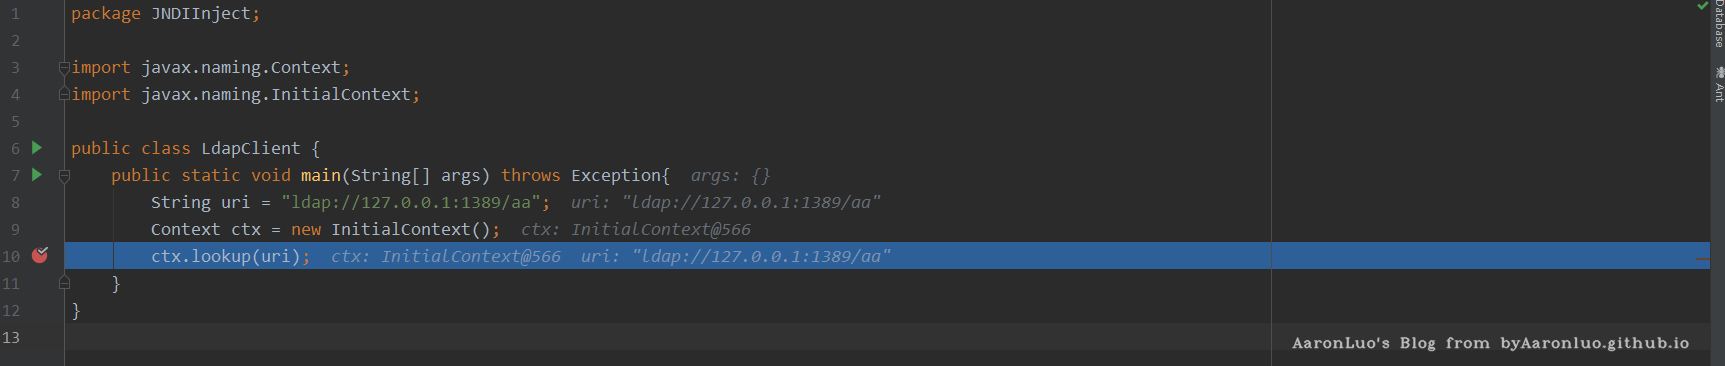 1 package JNDIInject;
2
3 import javax.naming.Context;
4 import javax.naming.InitialContext;
5
6 public class LdapClient {
7 public static void main(String[] args) throws Exception{ args: {}
8 String uri = "ldap://127.0.0.1:1389/aa"; uri: "ldap://127.0.0.1:1389/aa"
9 Context ctx = new InitialContext(); ctx: InitialContext@566
10 ctx.lookup(uri); ctx: InitialContext@566 uri: "ldap://127.0.0.1:1389/aa"
11 }
12 }
13
Database
Ant
AaronLuo's Blog from byAaronluo.github.io